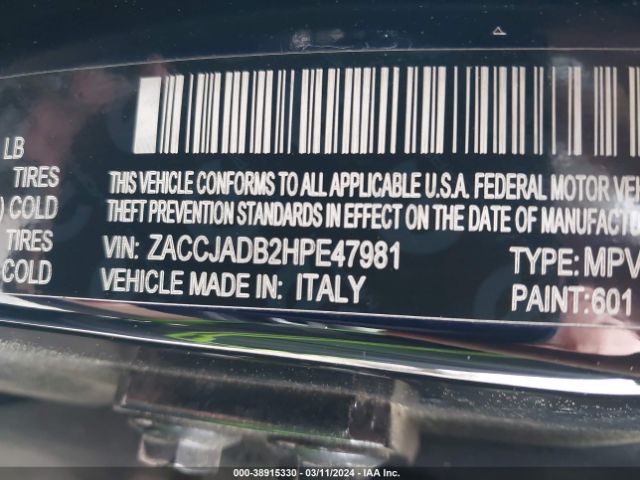 LB
TIRES
) COLD
TIRES
COLD
THIS VEHICLE CONFORMS TO ALL APPLICABLE U.S.A. FEDERAL MOTOR VEH
THEFT PREVENTION STANDARDS IN EFFECT ON THE DATE OF MANUFACTU
VIN: ZACCJADB2HPE47981 TYPE: MPV
VEHICLE MADE IN: ITALY PAINT: 601
000-38915330 - 03/11/2024 - IAA Inc.